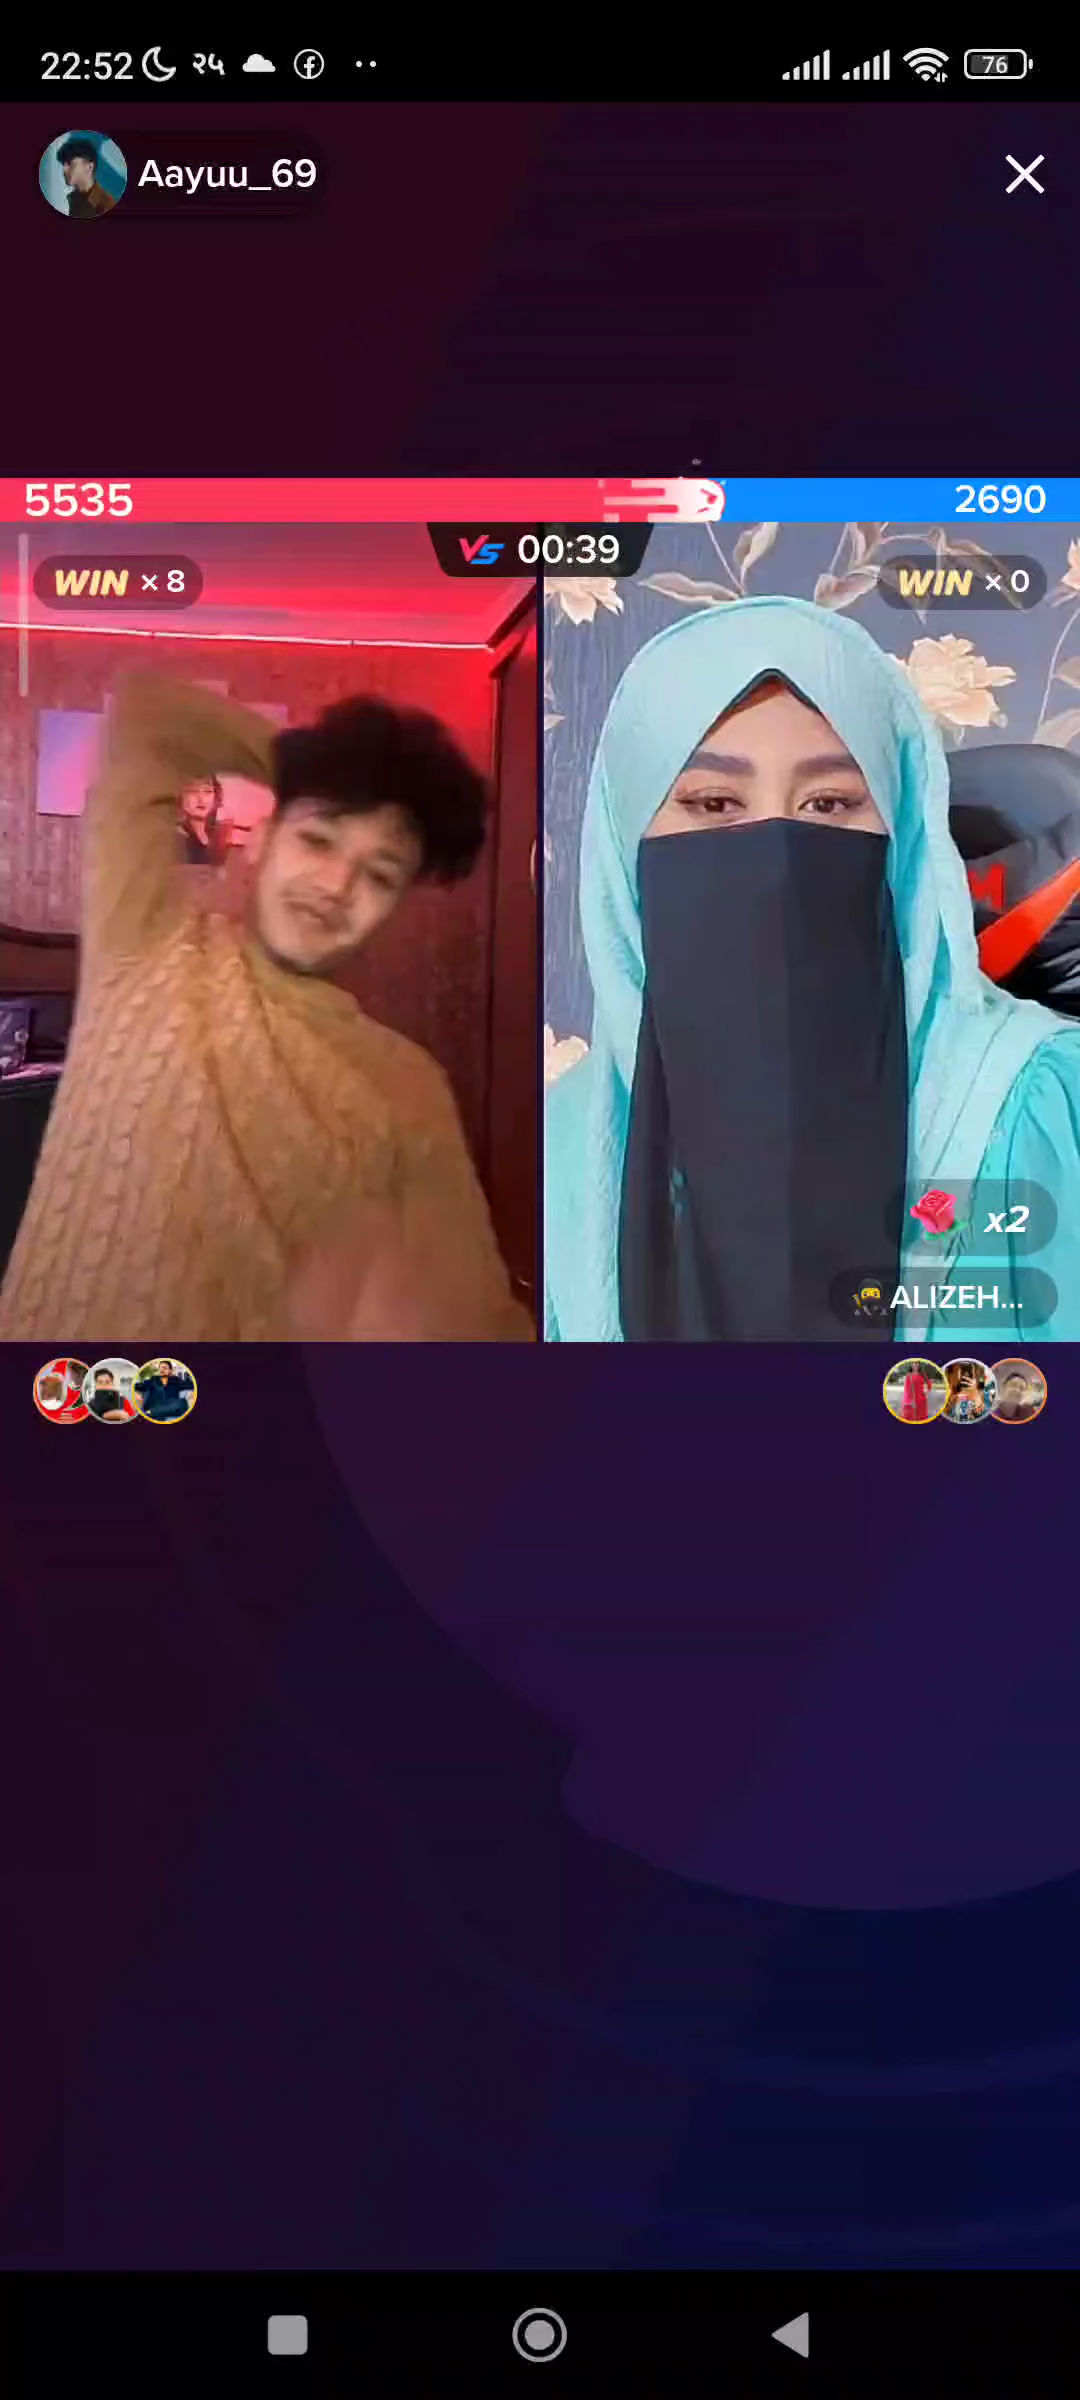 22:52 २५
76
Aayuu_69
5535
2690
VS 00:39
WIN × 8
WIN × 0
M
x2
ALIZEH...